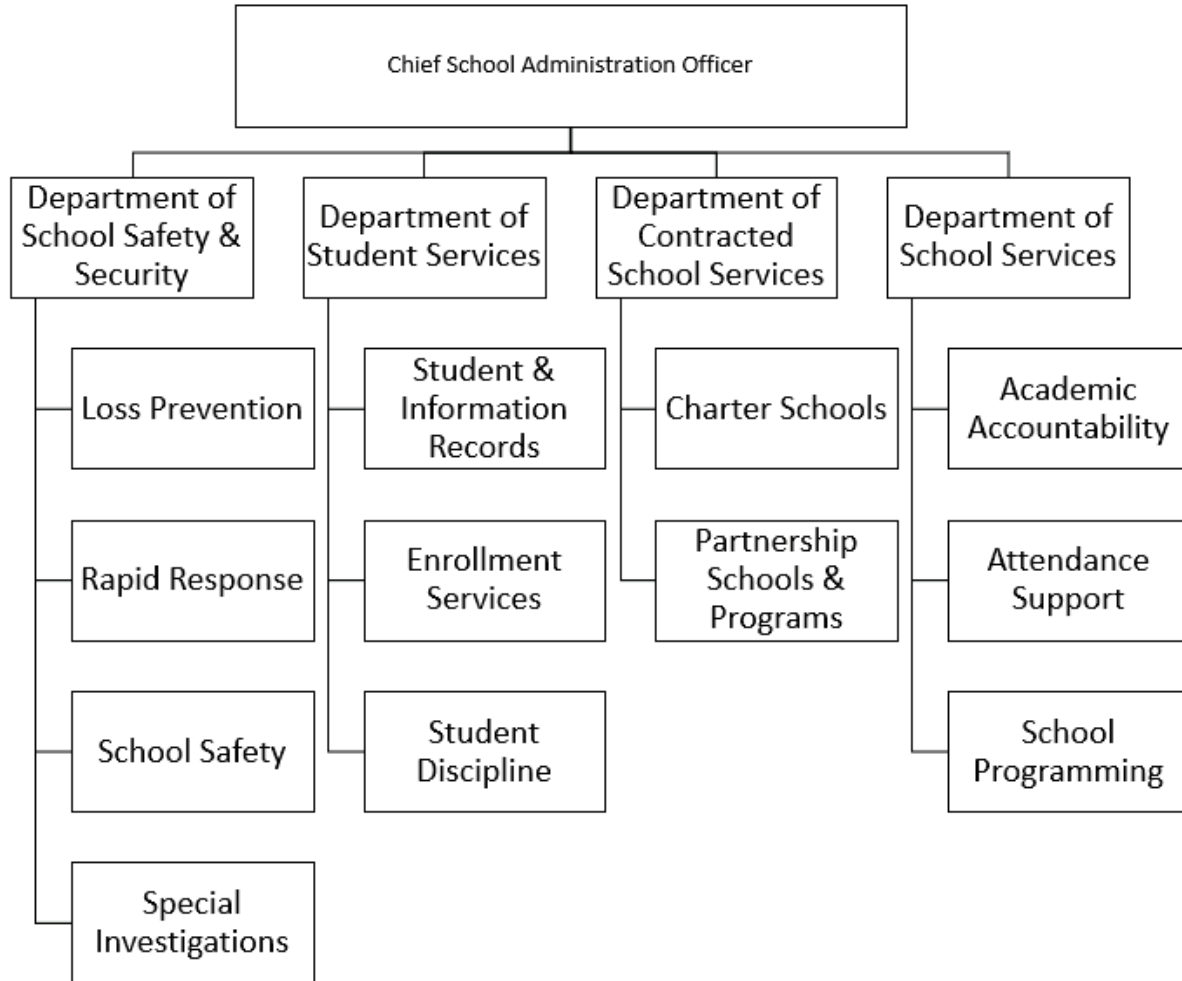 Chief School Administration Officer
Department of
School Safety &
Security
Department of
Student Services
Department of
Contracted
School Services
Department of
School Services
Loss Prevention
Rapid Response
School Safety
Special
Investigations
Student &
Information
Records
Enrollment
Services
Student
Discipline
Charter Schools
Partnership
Schools &
Programs
Academic
Accountability
Attendance
Support
School
Programming